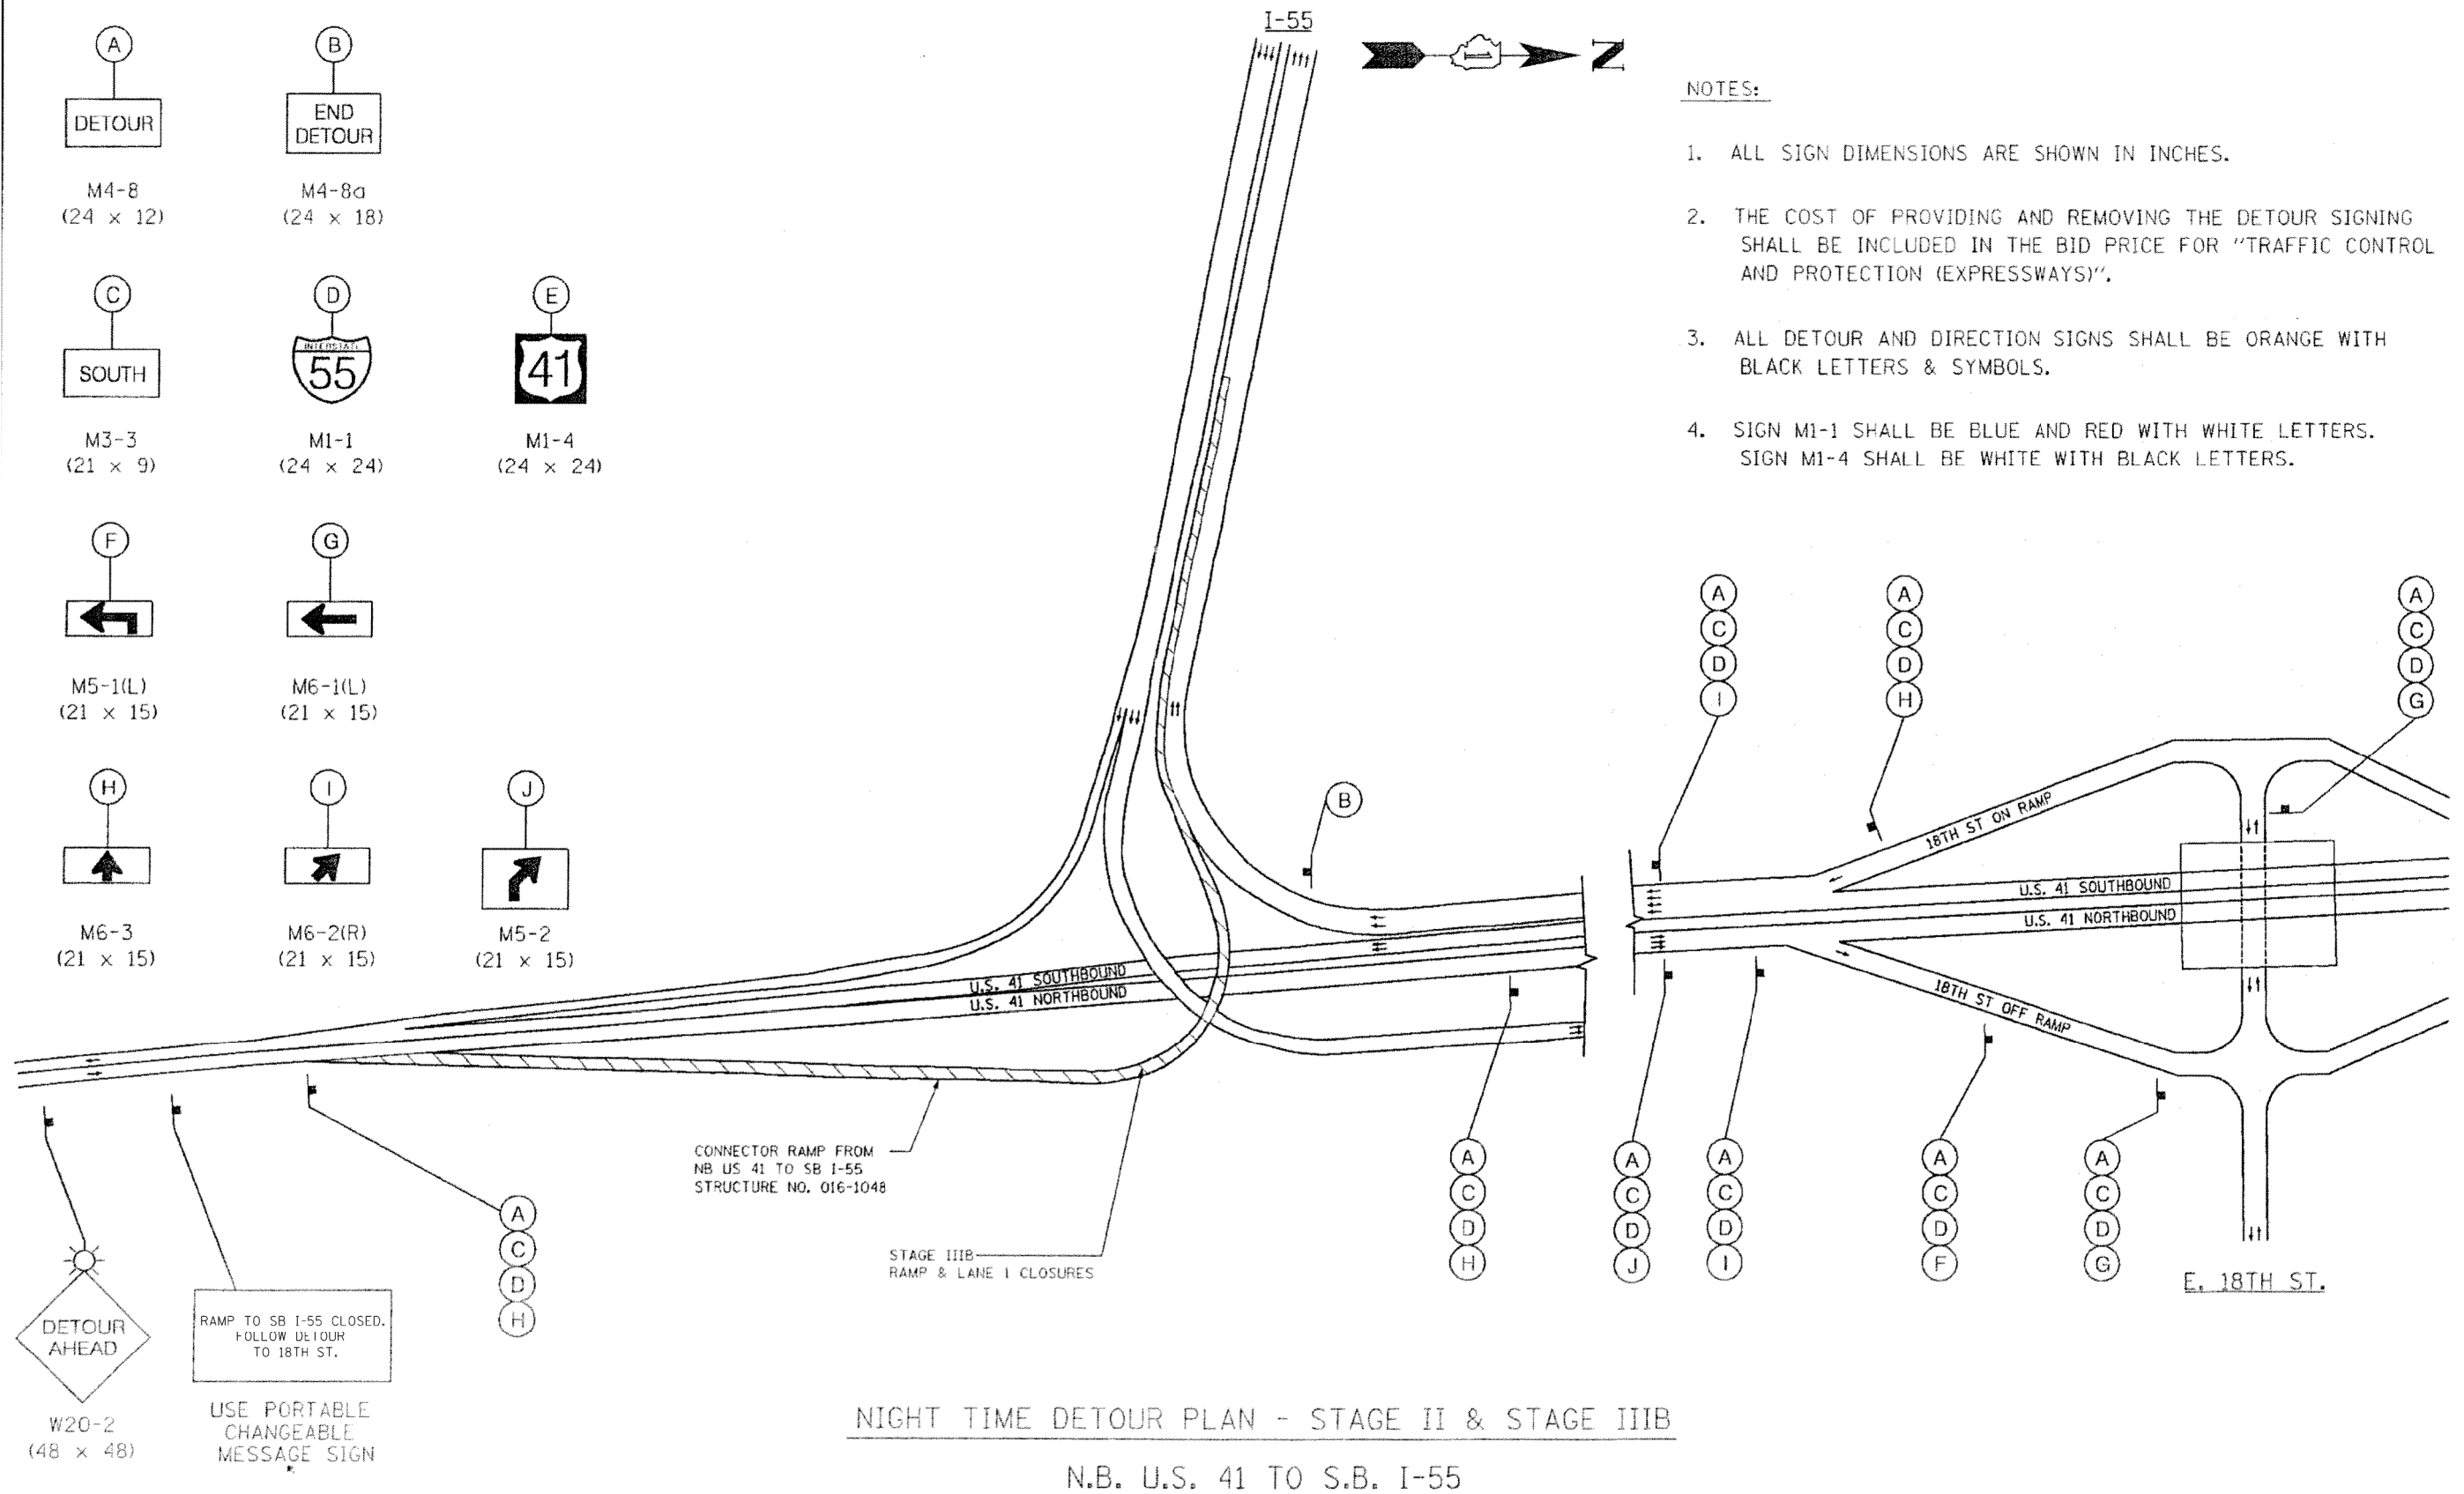 I-55
N
A
DETOUR
M4-8
(24 x 12)
B
END
DETOUR
M4-8a
(24 x 18)
C
SOUTH
M3-3
(21 x 9)
D
INTERSTATE
55
M1-1
(24 x 24)
E
41
M1-4
(24 x 24)
F
M5-1(L)
(21 x 15)
G
M6-1(L)
(21 x 15)
H
M6-3
(21 x 15)
I
M6-2(R)
(21 x 15)
J
M5-2
(21 x 15)
NOTES:
1. ALL SIGN DIMENSIONS ARE SHOWN IN INCHES.
2. THE COST OF PROVIDING AND REMOVING THE DETOUR SIGNING
SHALL BE INCLUDED IN THE BID PRICE FOR "TRAFFIC CONTROL
AND PROTECTION (EXPRESSWAYS)".
3. ALL DETOUR AND DIRECTION SIGNS SHALL BE ORANGE WITH
BLACK LETTERS & SYMBOLS.
4. SIGN M1-1 SHALL BE BLUE AND RED WITH WHITE LETTERS.
SIGN M1-4 SHALL BE WHITE WITH BLACK LETTERS.
A
C
D
I
A
C
D
H
A
C
D
G
B
18TH ST ON RAMP
U.S. 41 SOUTHBOUND
U.S. 41 NORTHBOUND
18TH ST OFF RAMP
U.S. 41 SOUTHBOUND
U.S. 41 NORTHBOUND
CONNECTOR RAMP FROM
NB US 41 TO SB I-55
STRUCTURE NO. 016-1048
STAGE IIIB
RAMP & LANE 1 CLOSURES
A
C
D
H
A
C
D
H
A
C
D
J
A
C
D
I
A
C
D
F
A
C
D
G
E. 18TH ST.
DETOUR
AHEAD
W20-2
(48 x 48)
RAMP TO SB I-55 CLOSED.
FOLLOW DETOUR
TO 18TH ST.
USE PORTABLE
CHANGEABLE
MESSAGE SIGN
NIGHT TIME DETOUR PLAN - STAGE II & STAGE IIIB
N.B. U.S. 41 TO S.B. I-55